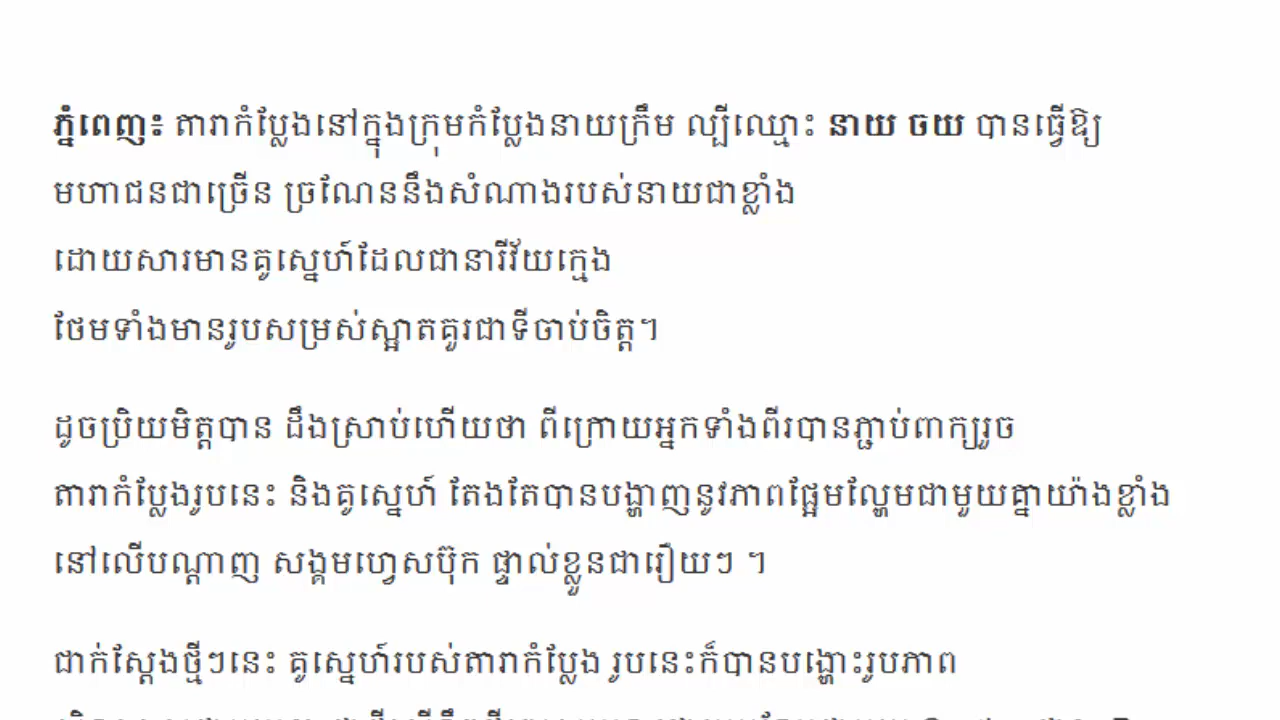 ភ្នំពេញ៖ តារាកំប្លែងនៅក្នុងក្រុមកំប្លែងនាយក្រឹម ល្បីឈ្មោះ នាយ ចយ បានធ្វើឱ្យ
មហាជនជាច្រើន ច្រណែននឹងសំណាងរបស់នាយជាខ្លាំង
ដោយសារមានគូស្នេហ៍ដែលជានារីវ័យក្មេង
ថែមទាំងមានរូបសម្រស់ស្អាតគួរជាទីចាប់ចិត្ត។
ដូចប្រិយមិត្តបាន ដឹងស្រាប់ហើយថា ពីក្រោយអ្នកទាំងពីរបានភ្ជាប់ពាក្យរួច
តារាកំប្លែងរូបនេះ និងគូស្នេហ៍ តែងតែបានបង្ហាញនូវភាពផ្អែមល្ហែមជាមួយគ្នាយ៉ាងខ្លាំង
នៅលើបណ្តាញ សង្គមហ្វេសប៊ុក ផ្ទាល់ខ្លួនជារឿយៗ ។
ជាក់ស្តែងថ្មីៗនេះ គូស្នេហ៍របស់តារាកំប្លែង រូបនេះក៏បានបង្ហោះរូបភាព